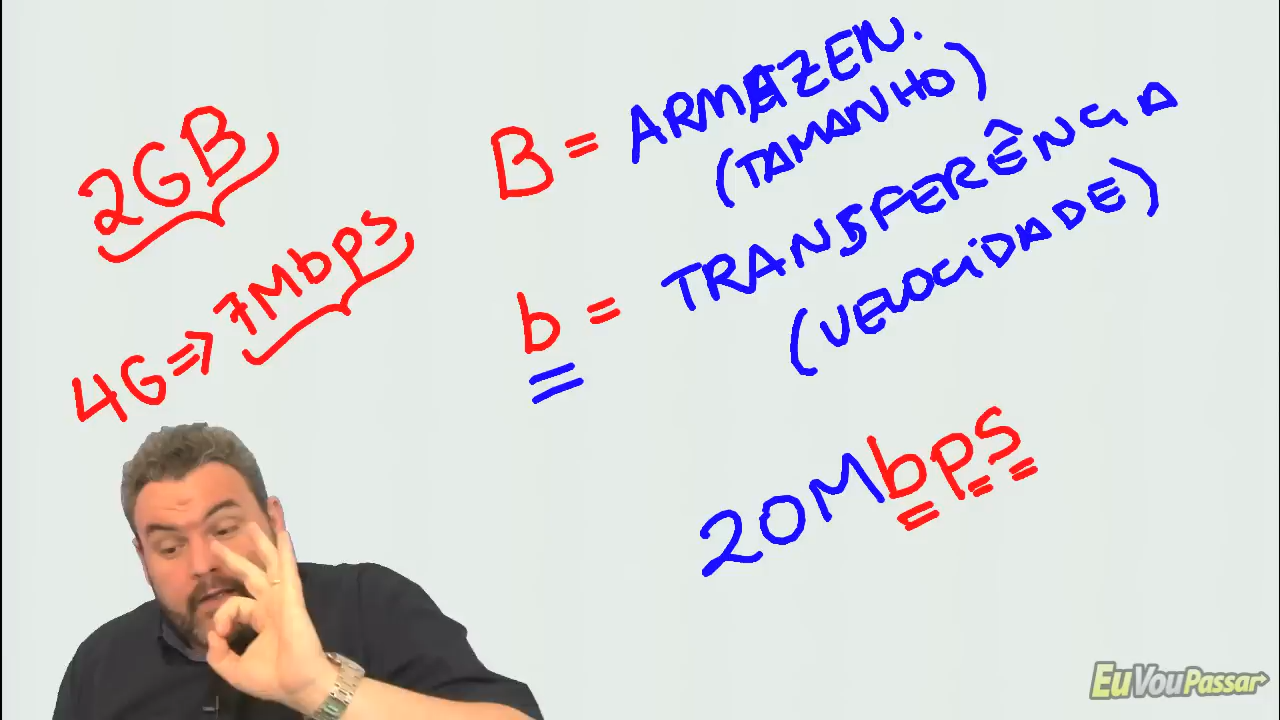 2GB
4G => 7Mbps
B = ARMAZEN.
(TAMANHO)
b = TRANSFERÊNCIA
(VELOCIDADE)
20Mbps
EuVouPassar